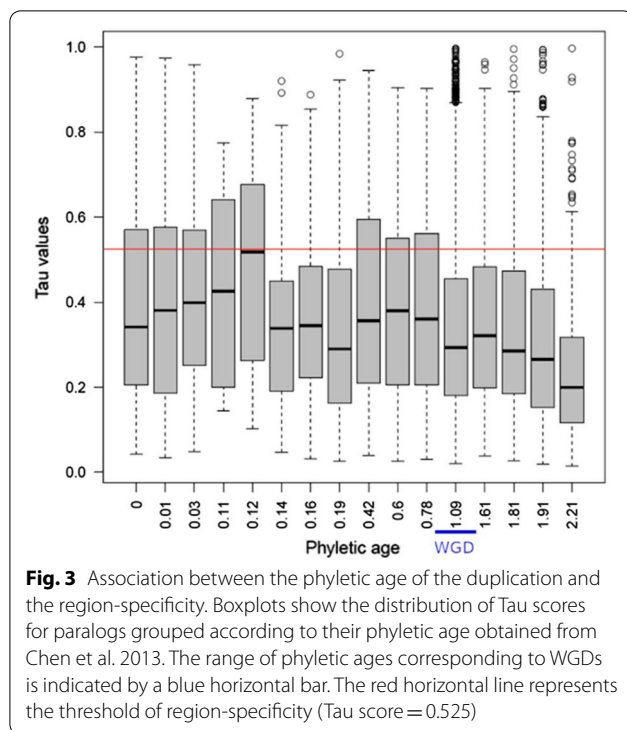 1.0
0.8
0.6
0.4
0.2
0.0
Tau values
0 0.01 0.03 0.11 0.12 0.14 0.16 0.19 0.42 0.6 0.78 1.09 1.61 1.81 1.91 2.21
Phyletic age WGD
Fig. 3 Association between the phyletic age of the duplication and
the region-specificity. Boxplots show the distribution of Tau scores
for paralogs grouped according to their phyletic age obtained from
Chen et al. 2013. The range of phyletic ages corresponding to WGDs
is indicated by a blue horizontal bar. The red horizontal line represents
the threshold of region-specificity (Tau score = 0.525)